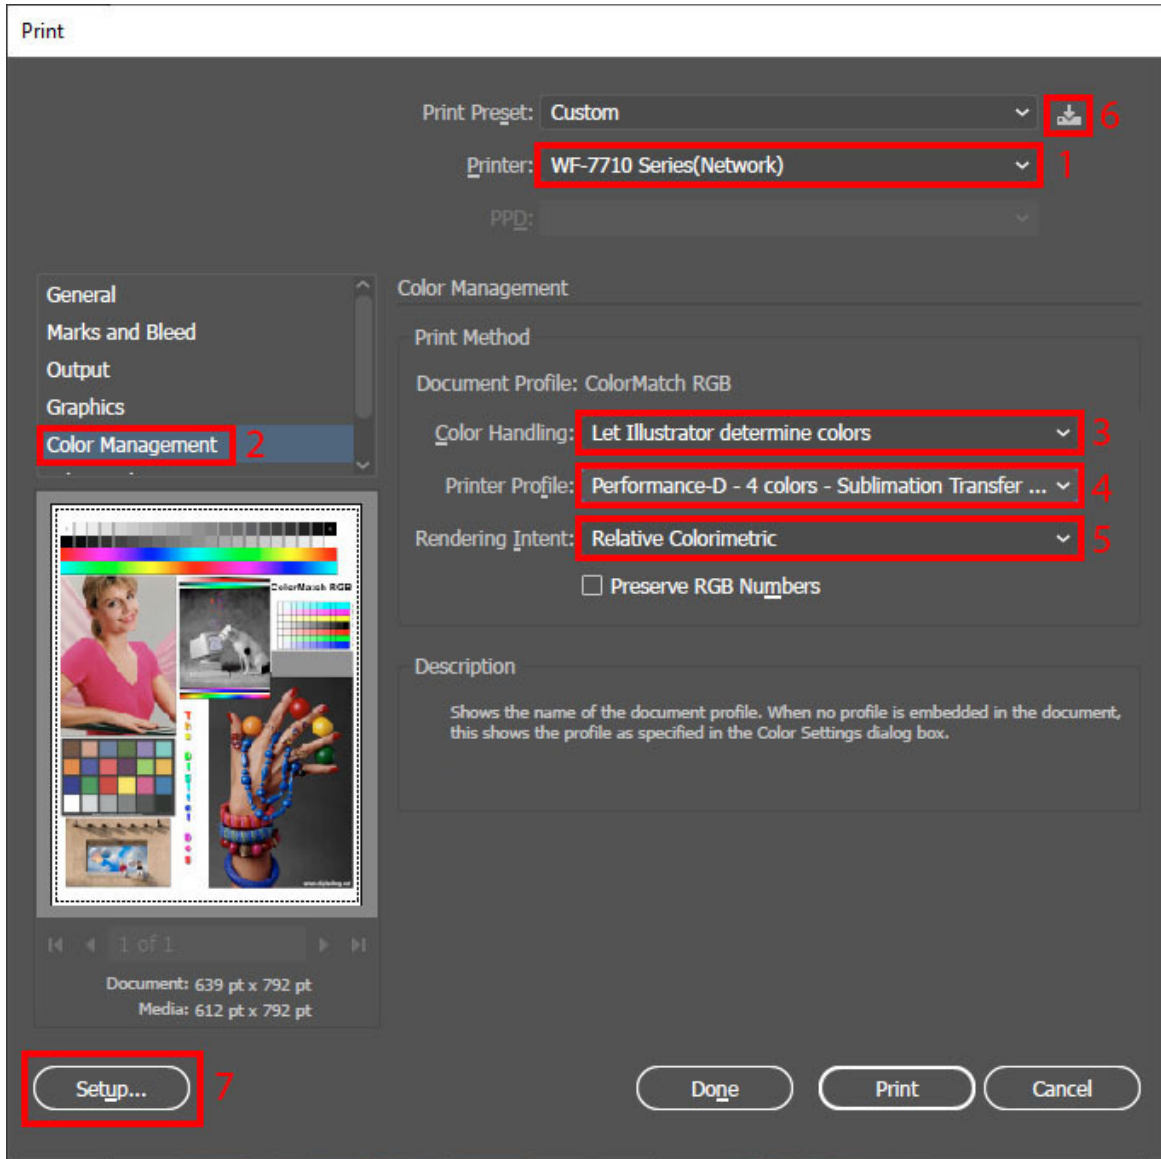 Print
Print Preset: Custom 6
Printer: WF-7710 Series(Network) 1
PPD:
General
Marks and Bleed
Output
Graphics
Color Management 2
Color Management
Print Method
Document Profile: ColorMatch RGB
Color Handling: Let Illustrator determine colors 3
Printer Profile: Performance-D - 4 colors - Sublimation Transfer ... 4
Rendering Intent: Relative Colorimetric 5
Preserve RGB Numbers
ColorMatch RGB
The Digital Dog
Description
Shows the name of the document profile. When no profile is embedded in the document,
this shows the profile as specified in the Color Settings dialog box.
1 of 1
Document: 639 pt x 792 pt
Media: 612 pt x 792 pt
Setup... 7
Done
Print
Cancel